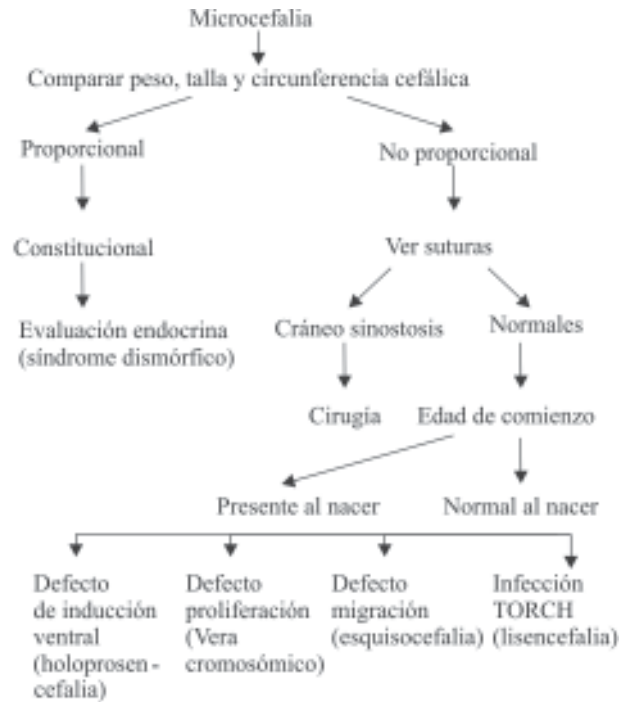 Microcefalia
Comparar peso, talla y circunferencia cefálica
Proporcional
No proporcional
Constitucional
Ver suturas
Evaluación endocrina
(síndrome dismórfico)
Cráneo sinostosis
Normales
Cirugía
Edad de comienzo
Presente al nacer
Normal al nacer
Defecto
de inducción
ventral
(holoprosen-
cefalia)
Defecto
proliferación
(Vera
cromosómico)
Defecto
migración
(esquisocefalia)
Infección
TORCH
(lisencefalia)